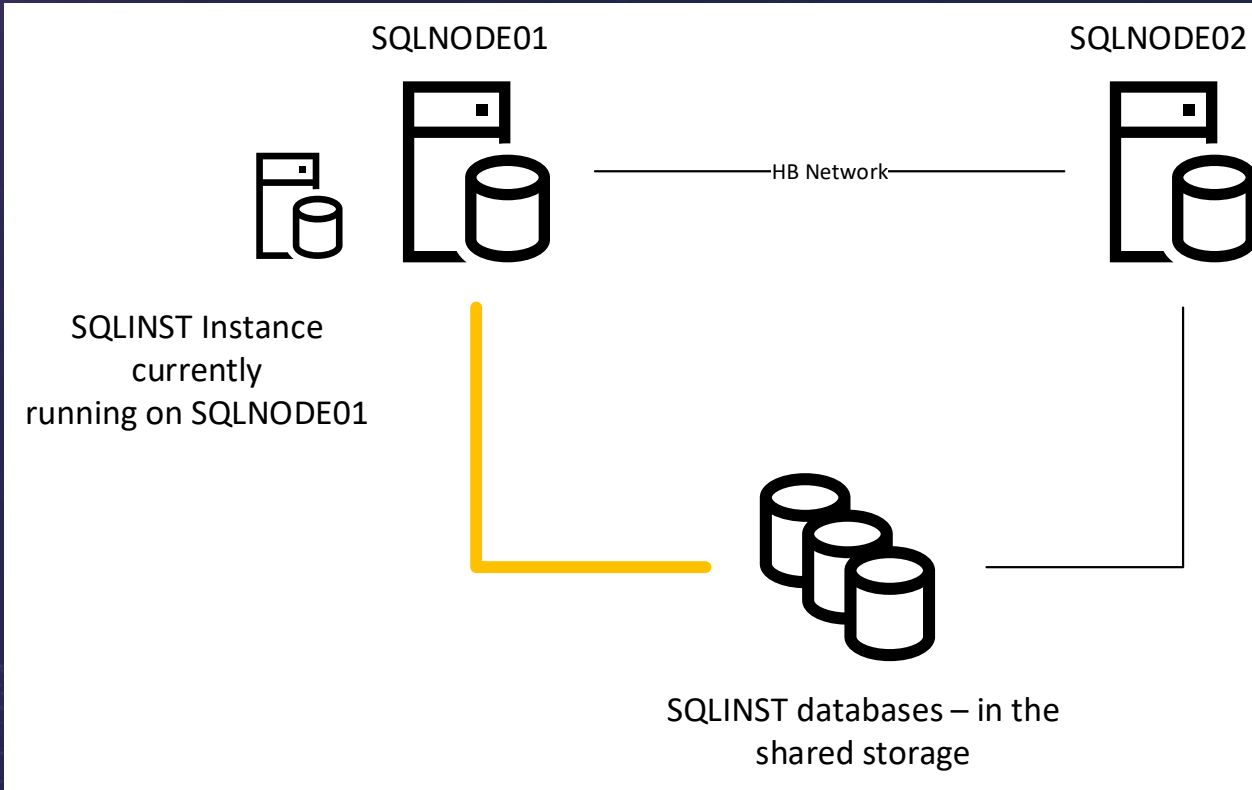 SQLNODE01
SQLNODE02
HB Network
SQLINST Instance
currently
running on SQLNODE01
SQLINST databases – in the
shared storage